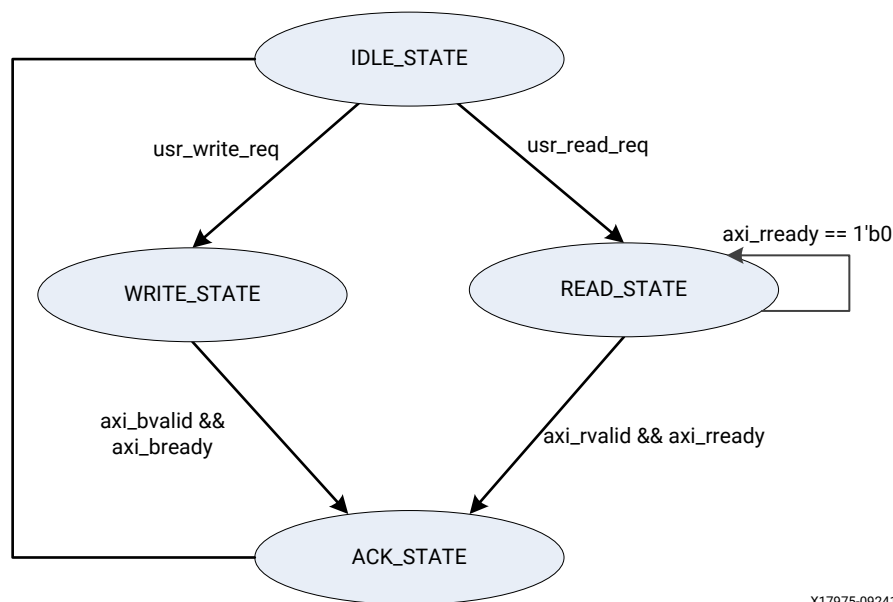 IDLE_STATE
usr_write_req
usr_read_req
axi_rready == 1'b0
WRITE_STATE
READ_STATE
axi_bvalid &&
axi_bready
axi_rvalid && axi_rready
ACK_STATE